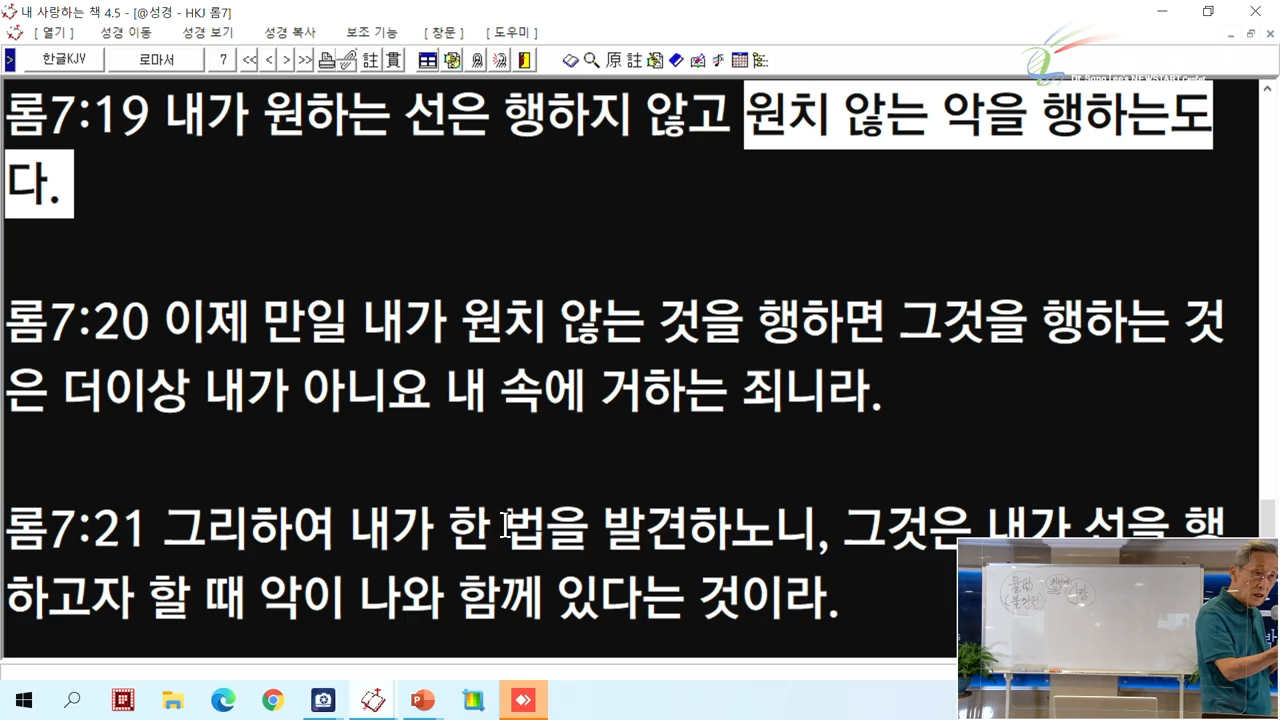 내 사랑하는 책 4.5 - [@성경 - HKJ 롬7]
[ 열기 ] 성경 이동 성경 보기 성경 복사 보조 기능 [ 창문 ] [ 도우미 ]
한글KJV 로마서 7 << < > >> 註 貫 原 註
Dr. Sang Lee's NEWSTART Center
롬7:19 내가 원하는 선은 행하지 않고 원치 않는 악을 행하는도
다.
롬7:20 이제 만일 내가 원치 않는 것을 행하면 그것을 행하는 것
은 더이상 내가 아니요 내 속에 거하는 죄니라.
롬7:21 그리하여 내가 한 법을 발견하노니, 그것은 내가 선을 행
하고자 할 때 악이 나와 함께 있다는 것이라.